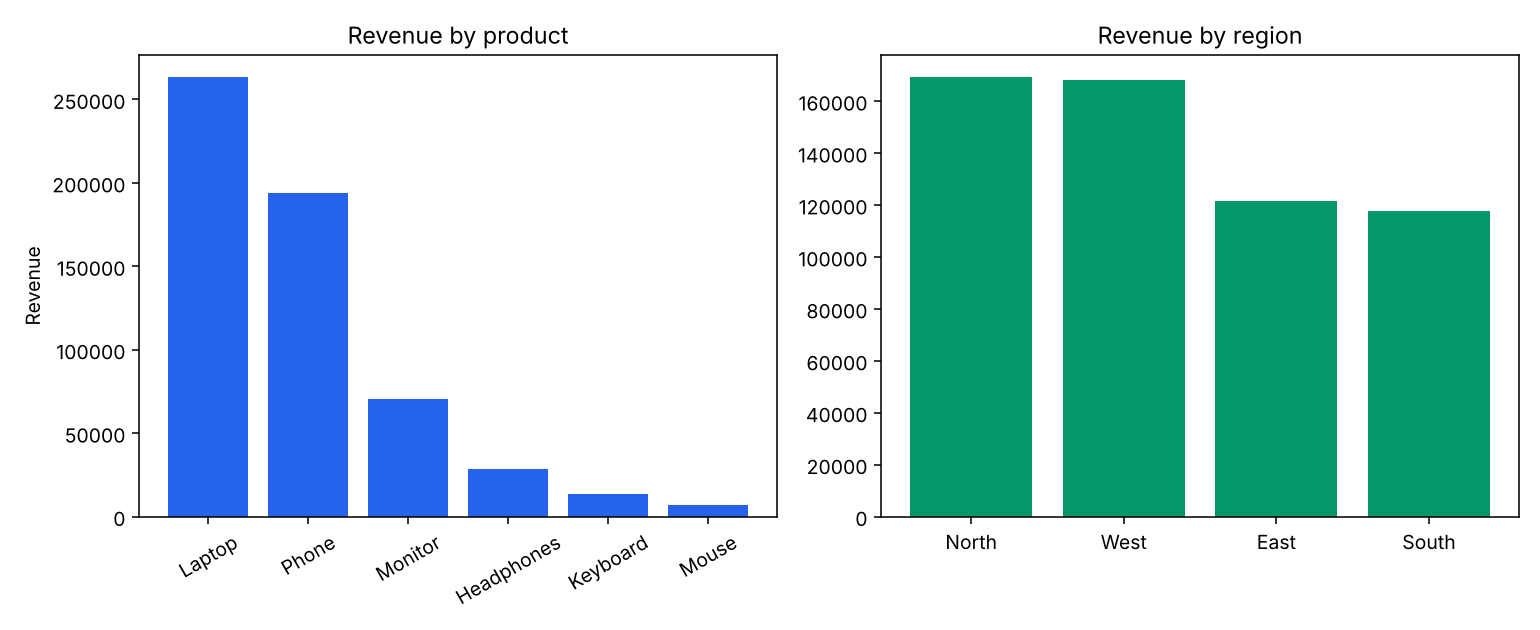 Revenue by product
Revenue
250000
200000
150000
100000
50000
0
Laptop
Phone
Monitor
Headphones
Keyboard
Mouse
Revenue by region
160000
140000
120000
100000
80000
60000
40000
20000
0
North
West
East
South